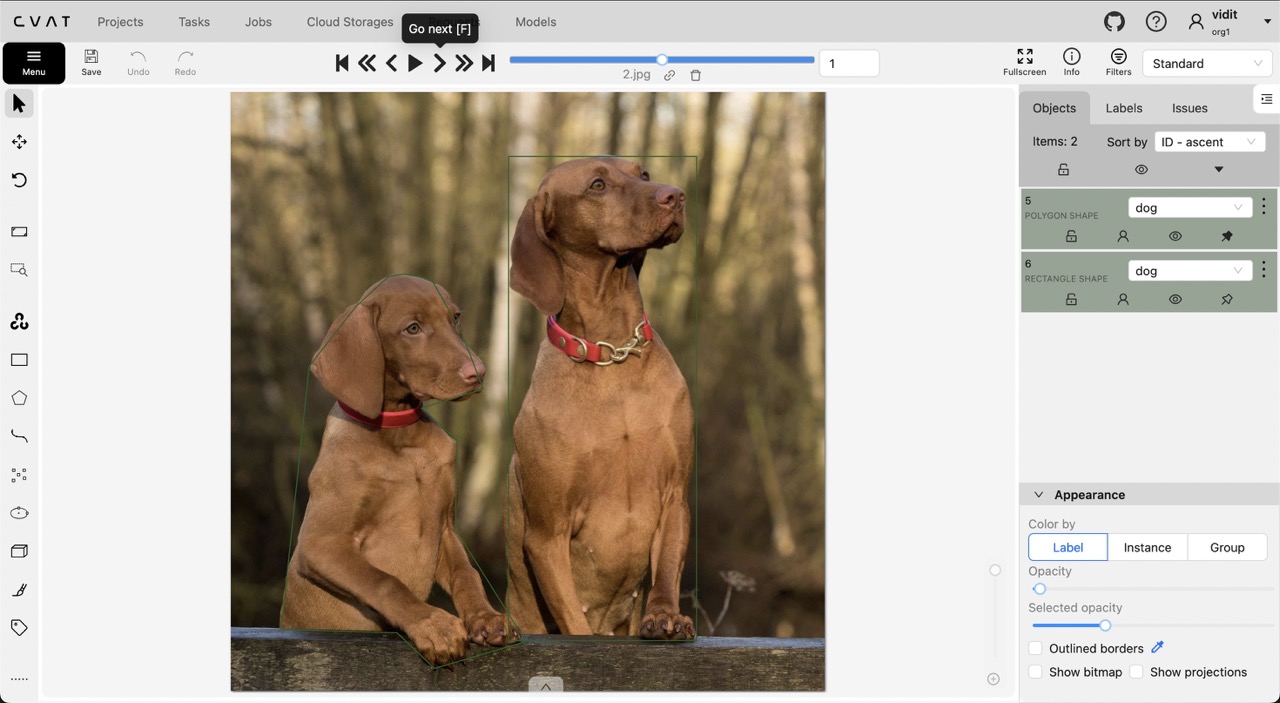 CVAT
Projects
Tasks
Jobs
Cloud Storages
Models
vidit
org1
Go next [F]
Menu
Save
Undo
Redo
2.jpg
1
Fullscreen
Info
Filters
Standard
Objects
Labels
Issues
Items: 2
Sort by
ID - ascent
5
POLYGON SHAPE
dog
6
RECTANGLE SHAPE
dog
Appearance
Color by
Label
Instance
Group
Opacity
Selected opacity
Outlined borders
Show bitmap
Show projections